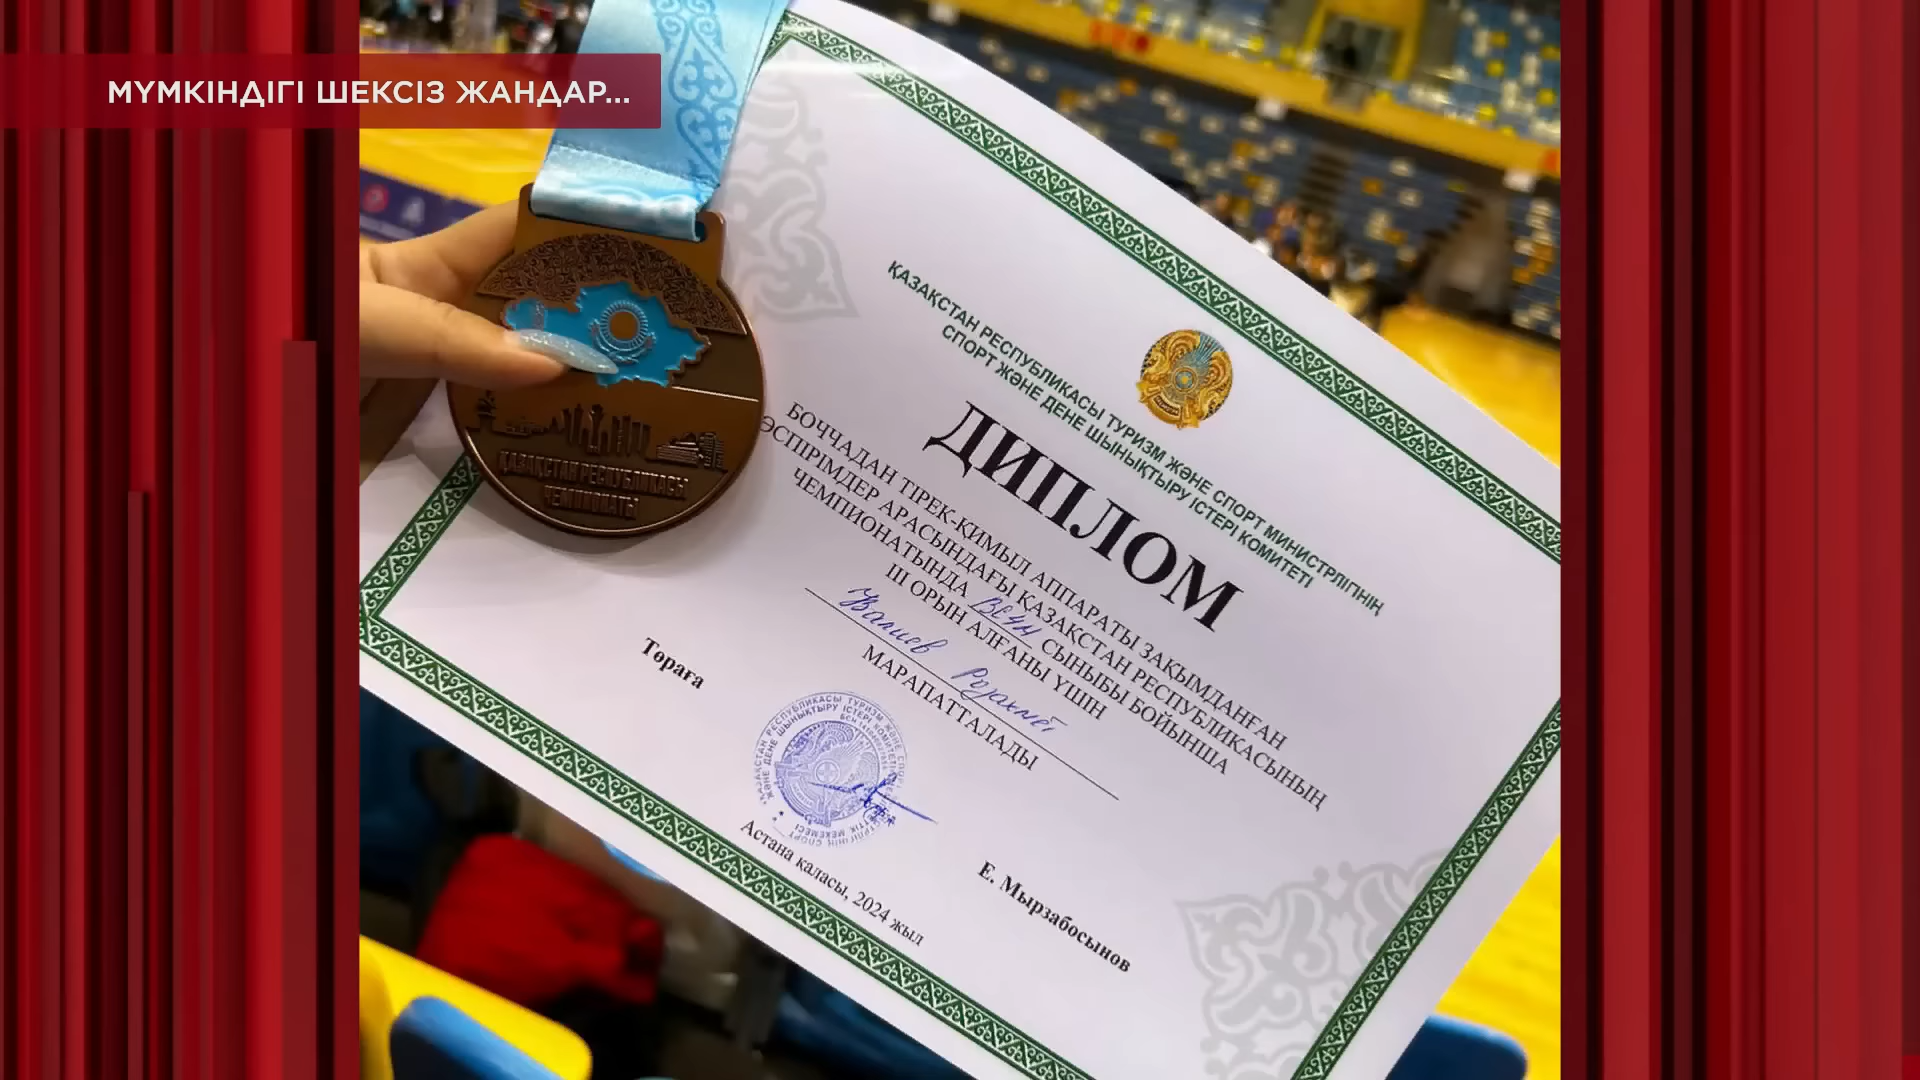 МҮМКІНДІГІ ШЕКСІЗ ЖАНДАР...
ҚАЗАҚСТАН РЕСПУБЛИКАСЫ
ЧЕМПИОНАТЫ
ҚАЗАҚСТАН РЕСПУБЛИКАСЫ ТУРИЗМ ЖӘНЕ СПОРТ МИНИСТРЛІГІНІҢ
СПОРТ ЖӘНЕ ДЕНЕ ШЫНЫҚТЫРУ ІСТЕРІ КОМИТЕТІ
ДИПЛОМ
БОЧЧАДАН ТІРЕК-ҚИМЫЛ АППАРАТЫ ЗАҚЫМДАНҒАН
ӨСПІРІМДЕР АРАСЫНДАҒЫ ҚАЗАҚСТАН РЕСПУБЛИКАСЫНЫҢ
ЧЕМПИОНАТЫНДА СЫНЫБЫ БОЙЫНША
III ОРЫН АЛҒАНЫ ҮШІН
МАРАПАТТАЛАДЫ
Төраға
Е. Мырзабосынов
Астана қаласы, 2024 жыл